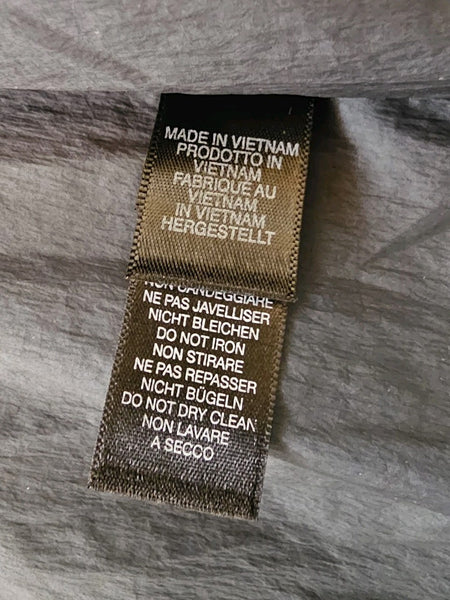 MADE IN VIETNAM
PRODOTTO IN
VIETNAM
FABRIQUE AU
VIETNAM
IN VIETNAM
HERGESTELLT
NON CANDEGGIARE
NE PAS JAVELLISER
NICHT BLEICHEN
DO NOT IRON
NON STIRARE
NE PAS REPASSER
NICHT BÜGELN
DO NOT DRY CLEAN
NON LAVARE
A SECCO